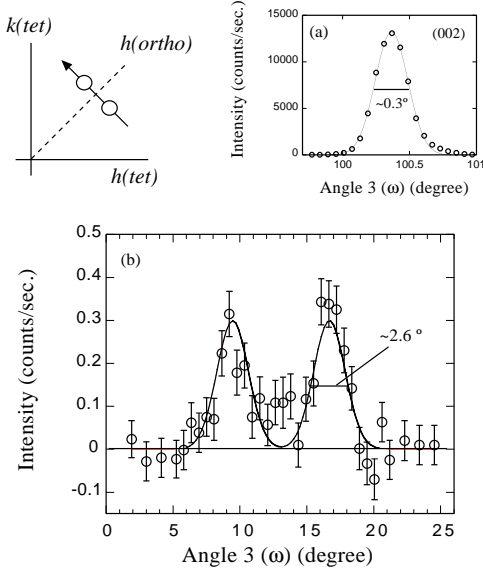 k(tet)
h(ortho)
h(tet)
(a)
(002)
15000
10000
5000
0
100
100.5
101
~0.3°
Intensity (counts/sec.)
Angle 3 (ω) (degree)
(b)
0.5
0.4
0.3
0.2
0.1
0
-0.1
0
5
10
15
20
25
~2.6 °
Intensity (counts/sec.)
Angle 3 (ω) (degree)